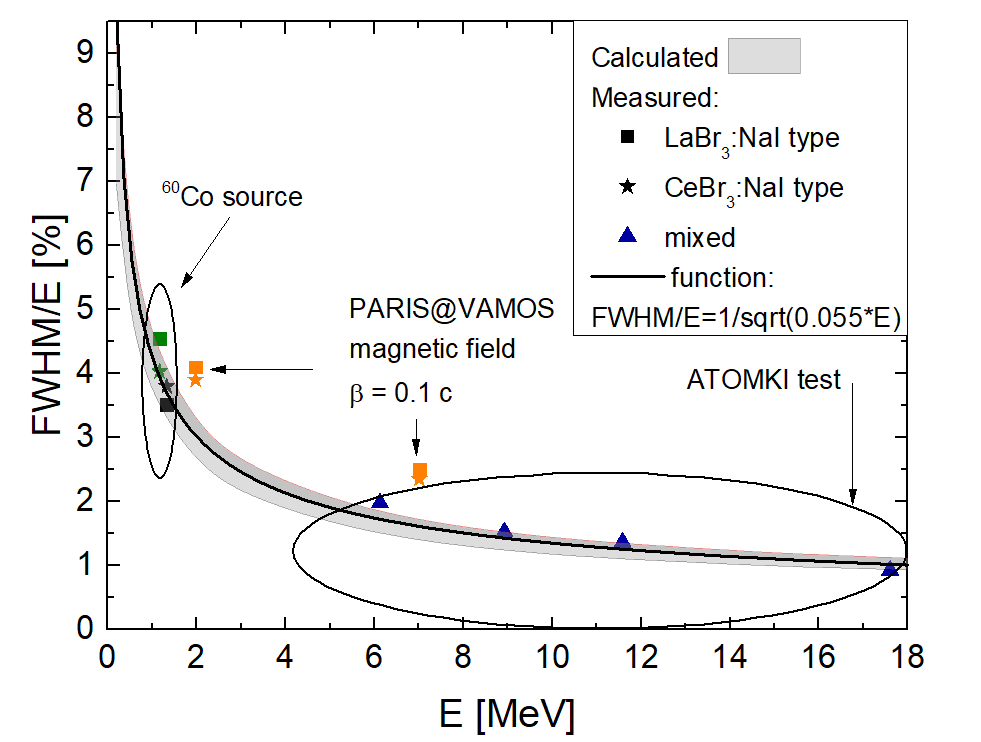 FWHM/E [%]
9
8
7
6
5
4
3
2
1
0
Calculated
Measured:
LaBr₃:NaI type
CeBr₃:NaI type
mixed
function:
FWHM/E=1/sqrt(0.055*E)
⁶⁰Co source
PARIS@VAMOS
magnetic field
β = 0.1 c
ATOMKI test
0 2 4 6 8 10 12 14 16 18
E [MeV]